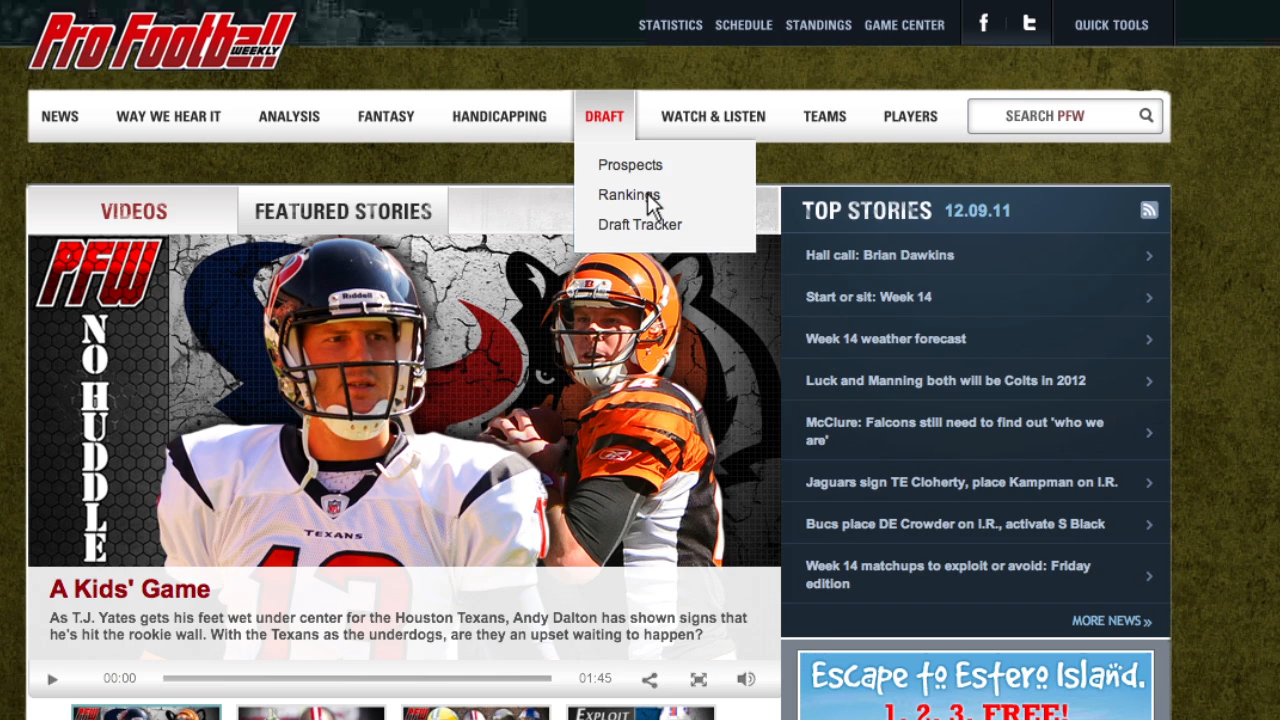 Pro Football
WEEKLY
STATISTICS SCHEDULE STANDINGS GAME CENTER QUICK TOOLS
NEWS WAY WE HEAR IT ANALYSIS FANTASY HANDICAPPING DRAFT WATCH & LISTEN TEAMS PLAYERS SEARCH PFW
Prospects
Rankings
Draft Tracker
VIDEOS FEATURED STORIES
TOP STORIES 12.09.11
Hall call: Brian Dawkins
Start or sit: Week 14
Week 14 weather forecast
Luck and Manning both will be Colts in 2012
McClure: Falcons still need to find out 'who we
are'
Jaguars sign TE Cloherty, place Kampman on I.R.
Bucs place DE Crowder on I.R., activate S Black
Week 14 matchups to exploit or avoid: Friday
edition
MORE NEWS »
PFW
NO HUDDLE
Riddell
TEXANS
A Kids' Game
As T.J. Yates gets his feet wet under center for the Houston Texans, Andy Dalton has shown signs that
he's hit the rookie wall. With the Texans as the underdogs, are they an upset waiting to happen?
00:00 01:45
Escape to Estero Island.
1, 2, 3, FREE!
EXPLOIT